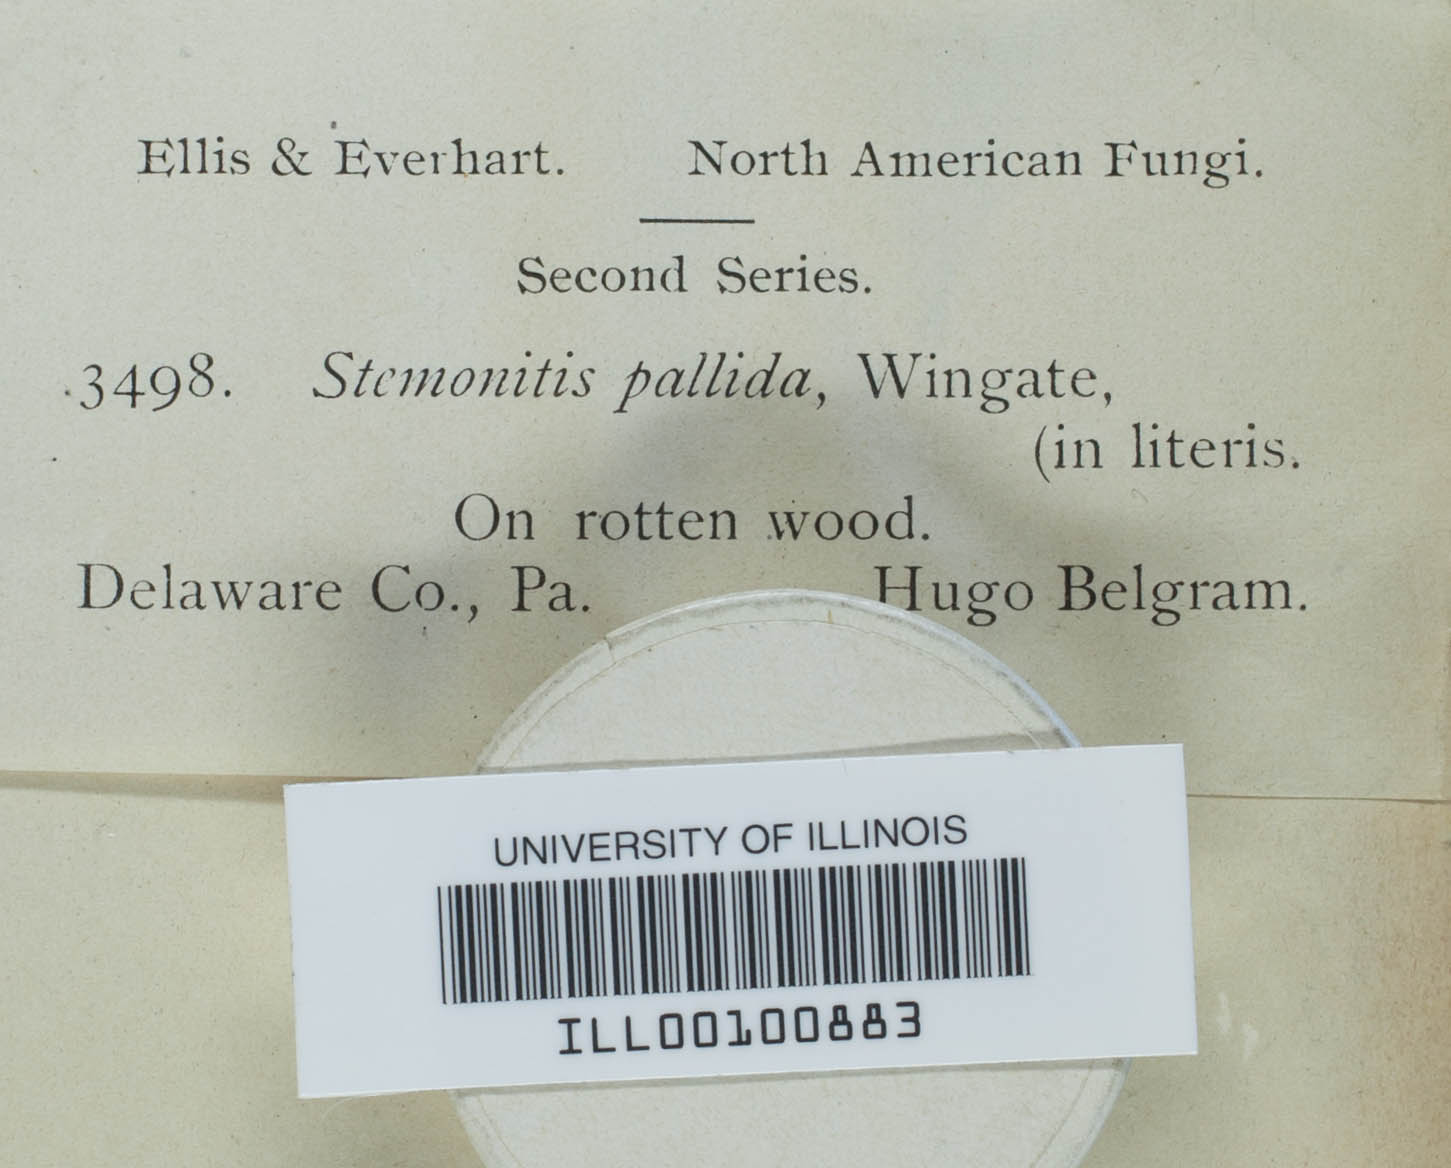 Ellis & Everhart. North American Fungi.
Second Series.
3498. Stemonitis pallida, Wingate,
(in literis.
On rotten wood.
Delaware Co., Pa. Hugo Belgram.
UNIVERSITY OF ILLINOIS
ILL00100883